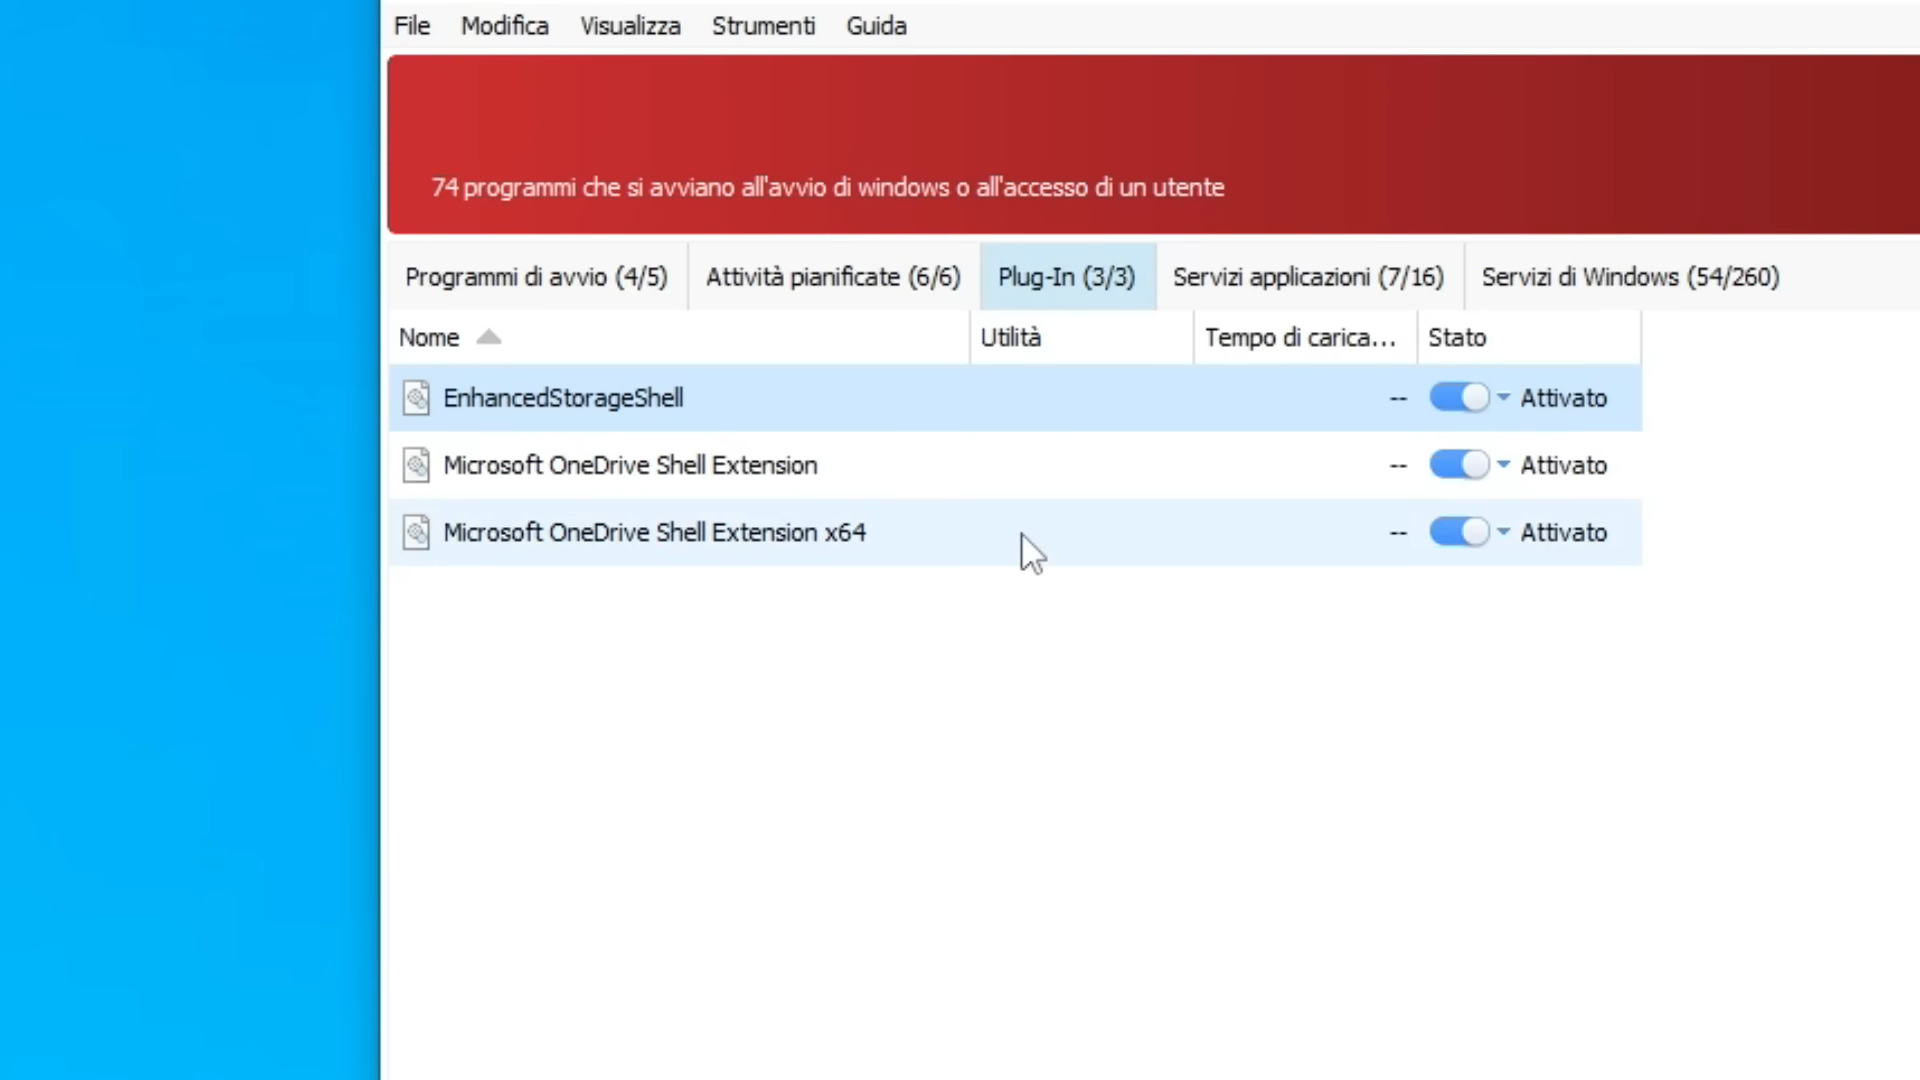 File Modifica Visualizza Strumenti Guida
74 programmi che si avviano all'avvio di windows o all'accesso di un utente
Programmi di avvio (4/5) Attività pianificate (6/6) Plug-In (3/3) Servizi applicazioni (7/16) Servizi di Windows (54/260)
Nome Utilità Tempo di carica... Stato
EnhancedStorageShell -- Attivato
Microsoft OneDrive Shell Extension -- Attivato
Microsoft OneDrive Shell Extension x64 -- Attivato